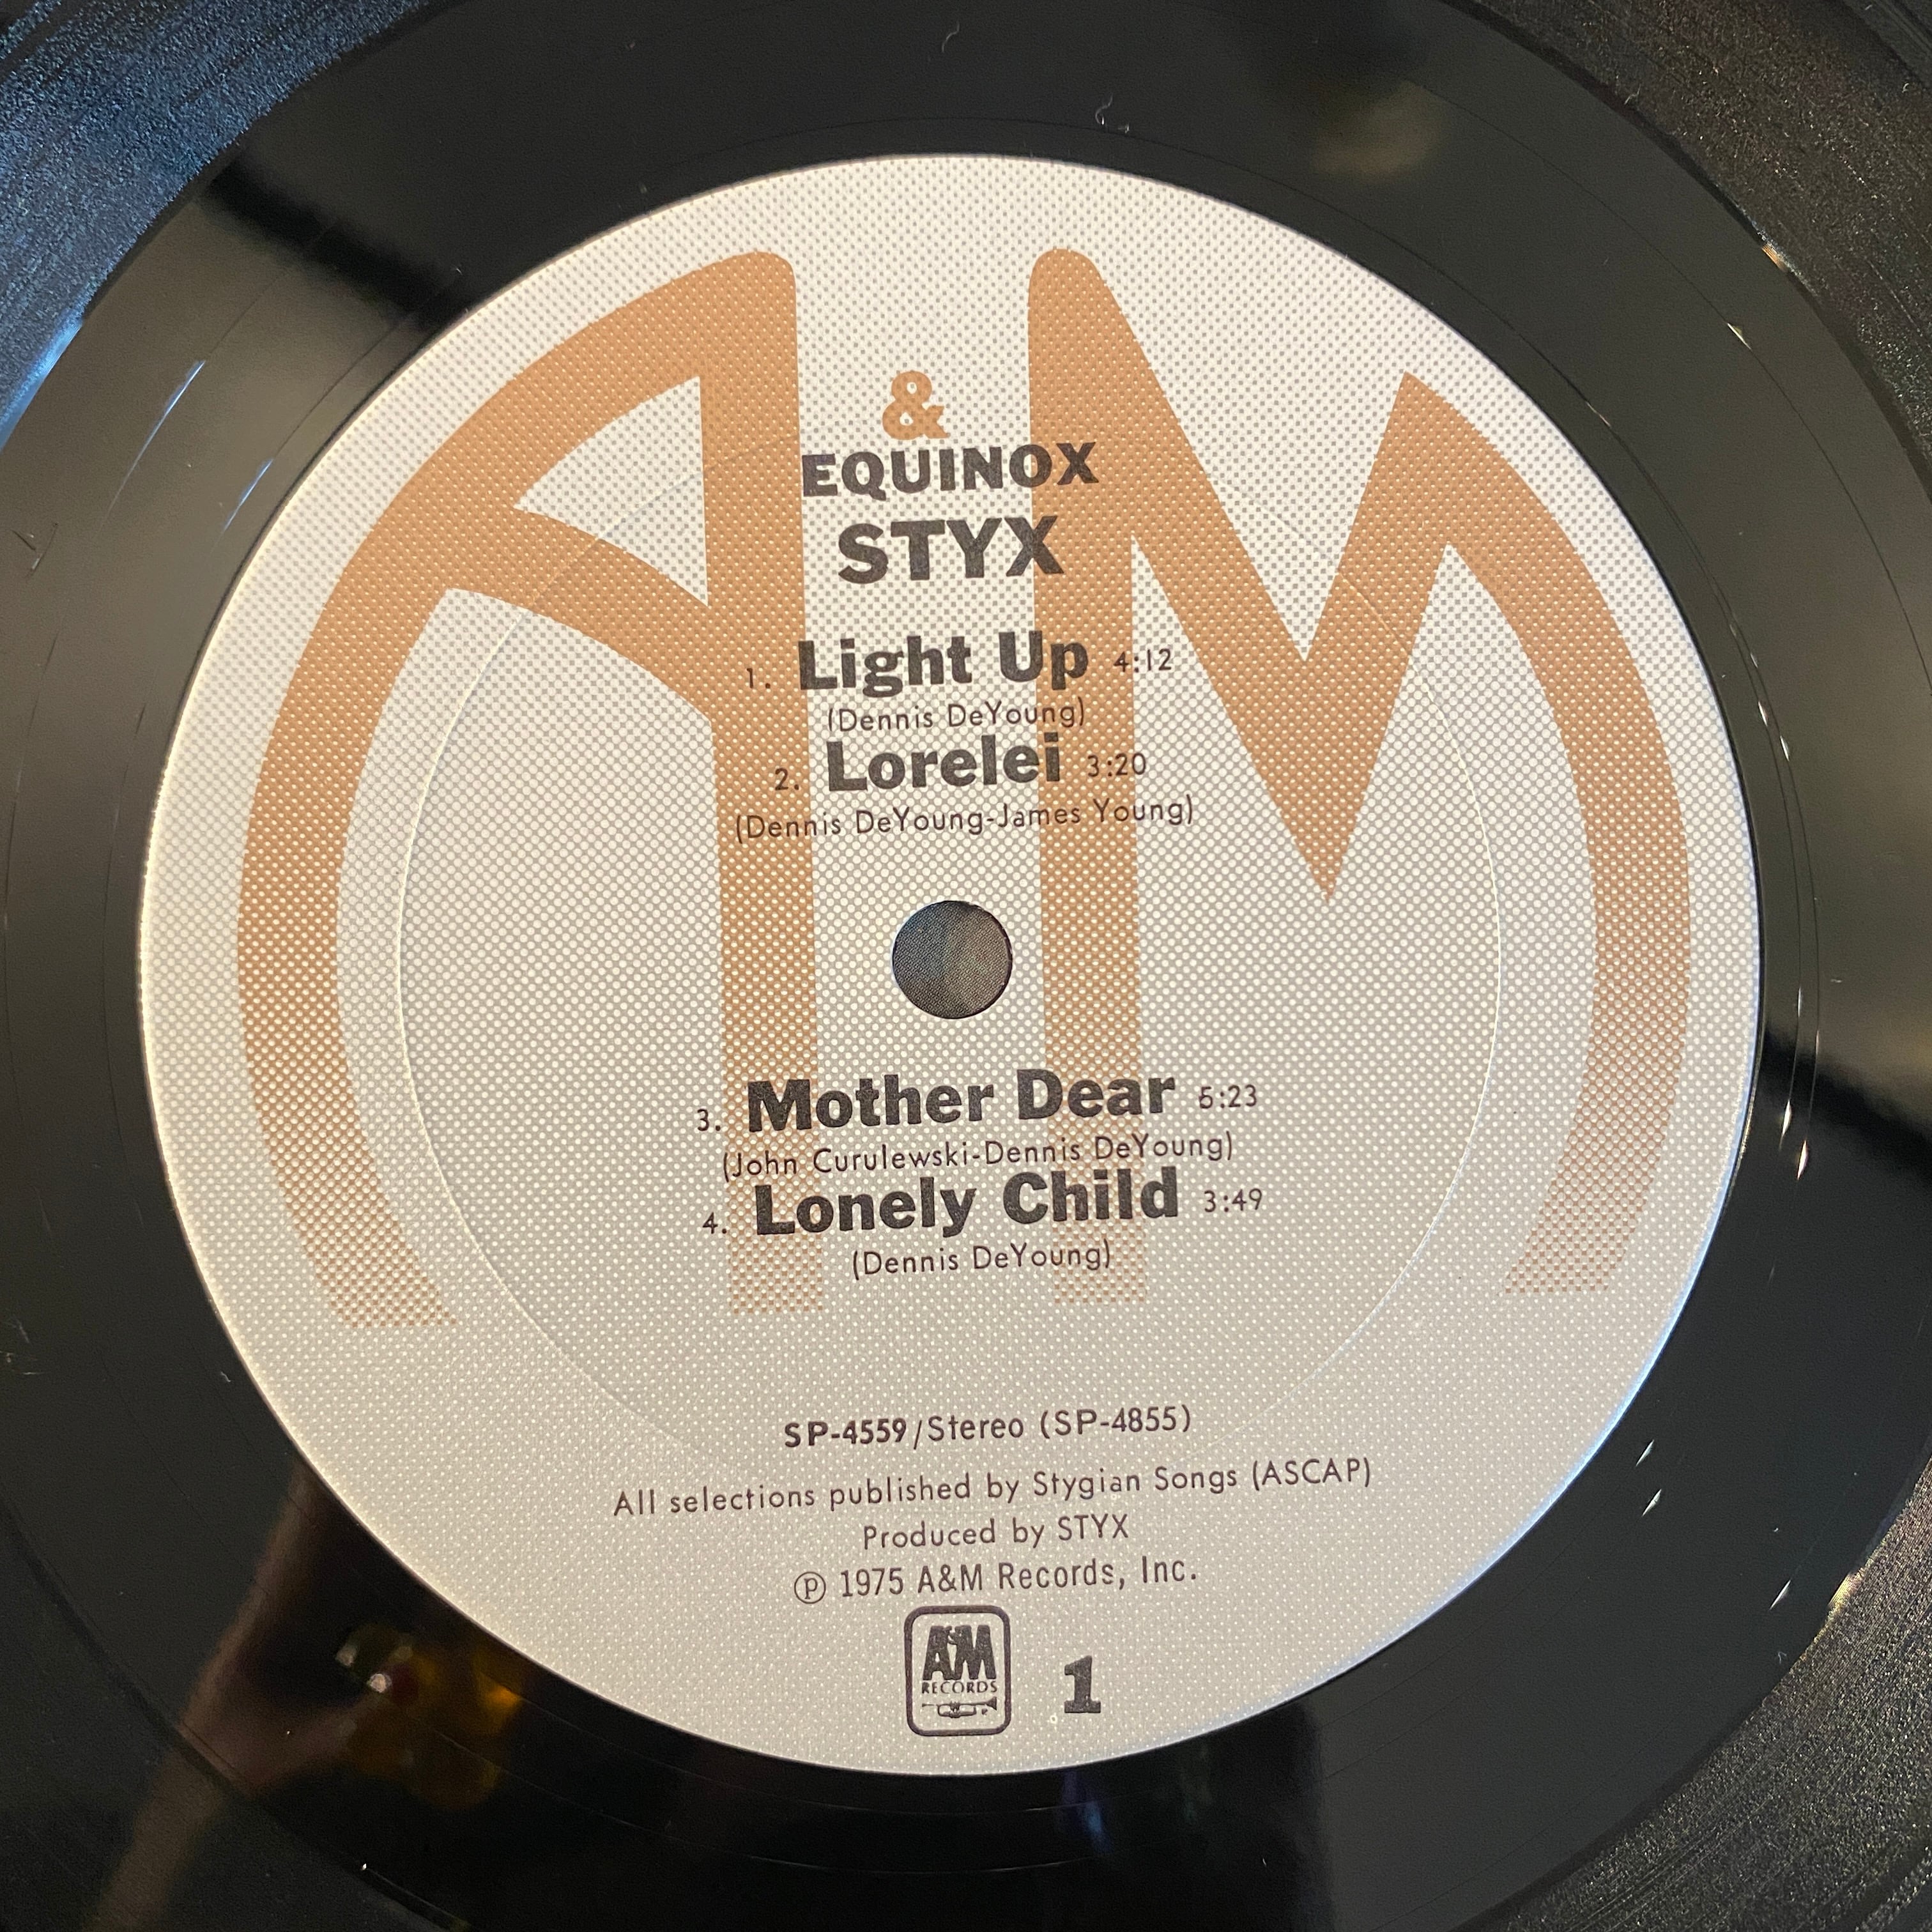 &
EQUINOX
STYX
1. Light Up 4:12
(Dennis DeYoung)
2. Lorelei 3:20
(Dennis DeYoung-James Young)
3. Mother Dear 5:23
(John Curulewski-Dennis DeYoung)
4. Lonely Child 3:49
(Dennis DeYoung)
SP-4559/Stereo (SP-4855)
All selections published by Stygian Songs (ASCAP)
Produced by STYX
℗ 1975 A&M Records, Inc.
A&M
RECORDS
1